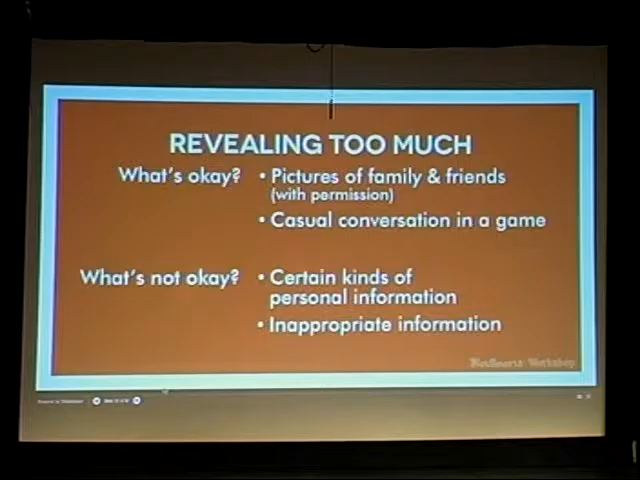 REVEALING TOO MUCH
What's okay? • Pictures of family & friends
(with permission)
• Casual conversation in a game
What's not okay? • Certain kinds of
personal information
• Inappropriate information
Workshop